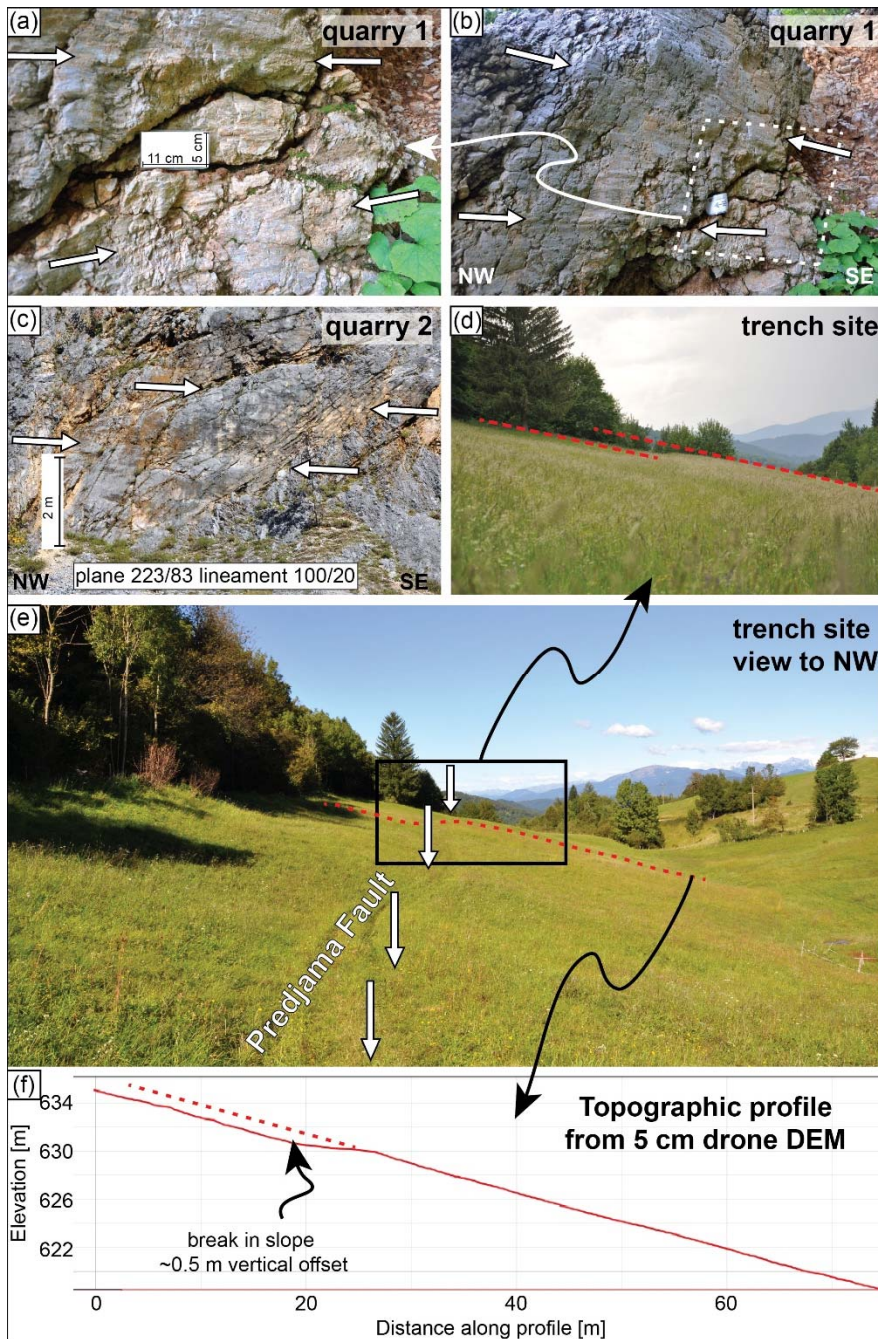 (a)
quarry 1
11 cm
5 cm
(b)
quarry 1
NW
SE
(c)
quarry 2
2 m
NW
plane 223/83 lineament 100/20
SE
(d)
trench site
(e)
trench site
view to NW
Predjama Fault
(f)
634
630
626
622
Elevation [m]
Topographic profile
from 5 cm drone DEM
break in slope
~0.5 m vertical offset
0
20
40
60
Distance along profile [m]